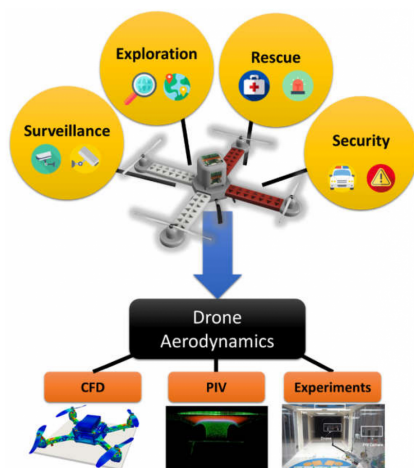 Exploration
Rescue
Surveillance
Security
Drone
Aerodynamics
CFD
PIV
Experiments